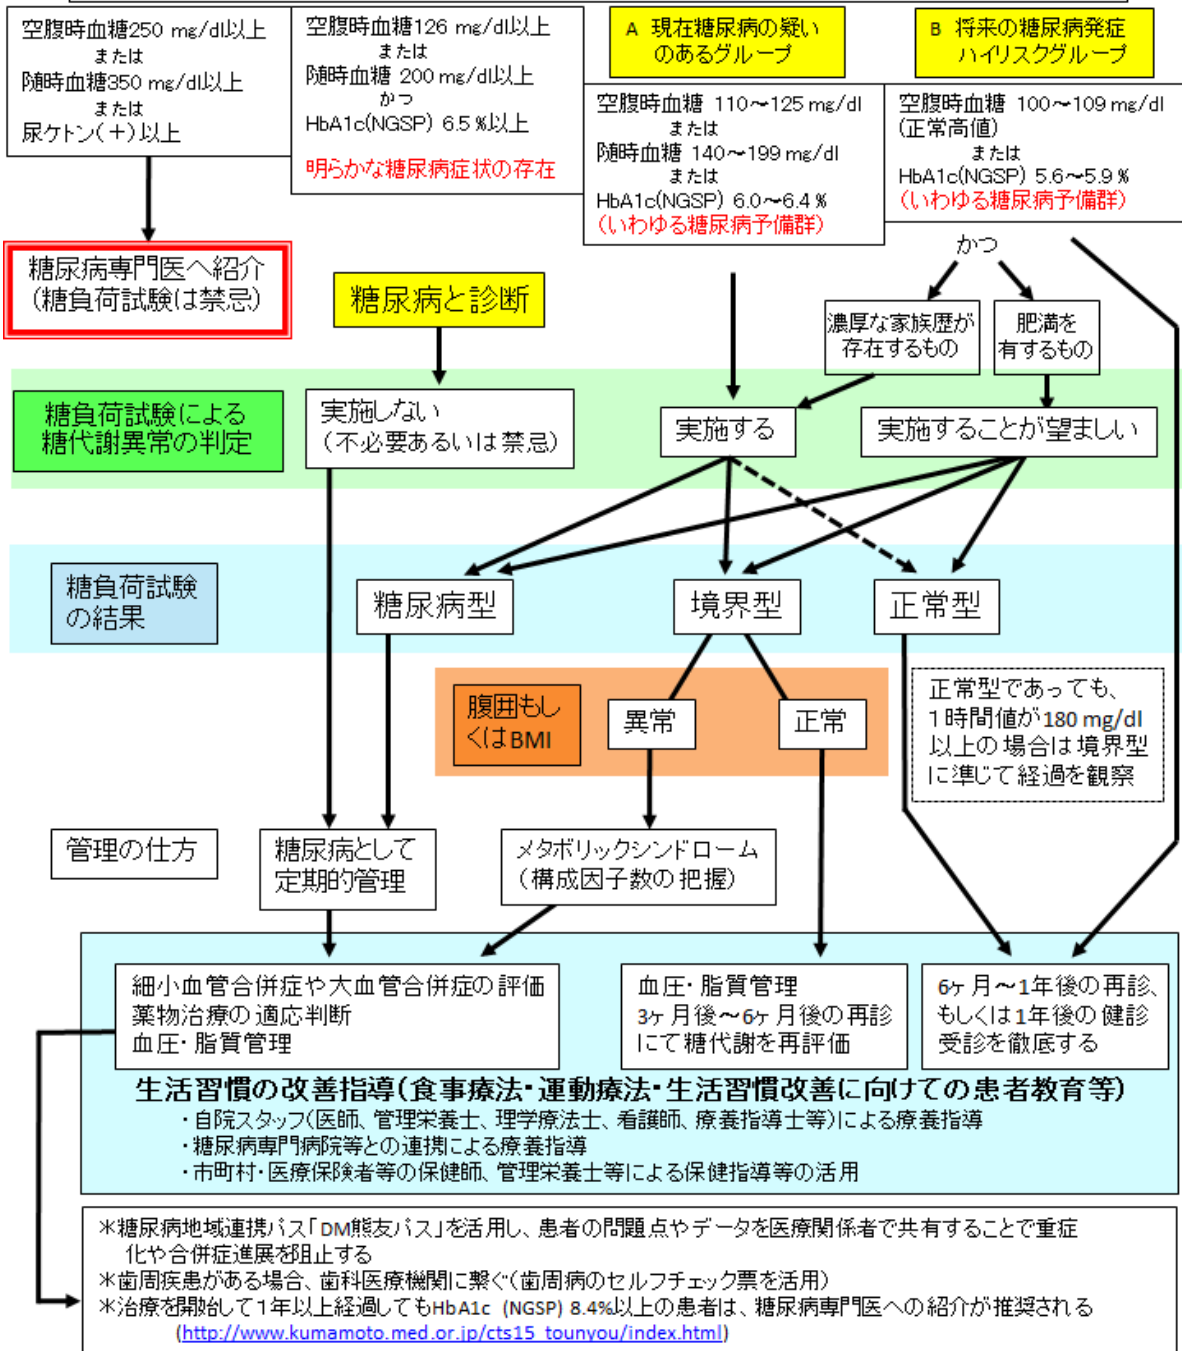 空腹時血糖250 mg/dl以上
または
随時血糖350 mg/dl以上
または
尿ケトン(+)以上
空腹時血糖126 mg/dl以上
または
随時血糖 200 mg/dl以上
かつ
HbA1c(NGSP) 6.5 %以上
明らかな糖尿病症状の存在
A 現在糖尿病の疑い
のあるグループ
空腹時血糖 110～125 mg/dl
または
随時血糖 140～199 mg/dl
または
HbA1c(NGSP) 6.0～6.4 %
(いわゆる糖尿病予備群)
B 将来の糖尿病発症
ハイリスクグループ
空腹時血糖 100～109 mg/dl
(正常高値)
または
HbA1c(NGSP) 5.6～5.9 %
(いわゆる糖尿病予備群)
かつ
糖尿病専門医へ紹介
(糖負荷試験は禁忌)
糖尿病と診断
濃厚な家族歴が
存在するもの
肥満を
有するもの
糖負荷試験による
糖代謝異常の判定
実施しない
(不必要あるいは禁忌)
実施する
実施することが望ましい
糖負荷試験
の結果
糖尿病型
境界型
正常型
腹囲もし
くはBMI
異常
正常
正常型であっても、
1時間値が180 mg/dl
以上の場合は境界型
に準じて経過を観察
管理の仕方
糖尿病として
定期的管理
メタボリックシンドローム
(構成因子数の把握)
細小血管合併症や大血管合併症の評価
薬物治療の適応判断
血圧・脂質管理
血圧・脂質管理
3ヶ月後～6ヶ月後の再診
にて糖代謝を再評価
6ヶ月～1年後の再診、
もしくは1年後の健診
受診を徹底する
生活習慣の改善指導(食事療法・運動療法・生活習慣改善に向けての患者教育等)
・自院スタッフ(医師、管理栄養士、理学療法士、看護師、療養指導士等)による療養指導
・糖尿病専門病院等との連携による療養指導
・市町村・医療保険者等の保健師、管理栄養士等による保健指導等の活用
＊糖尿病地域連携パス「DM熊友パス」を活用し、患者の問題点やデータを医療関係者で共有することで重症
化や合併症進展を阻止する
＊歯周疾患がある場合、歯科医療機関に繋ぐ(歯周病のセルフチェック票を活用)
＊治療を開始して1年以上経過してもHbA1c (NGSP) 8.4%以上の患者は、糖尿病専門医への紹介が推奨される
(http://www.kumamoto.med.or.jp/cts15_tounyou/index.html)